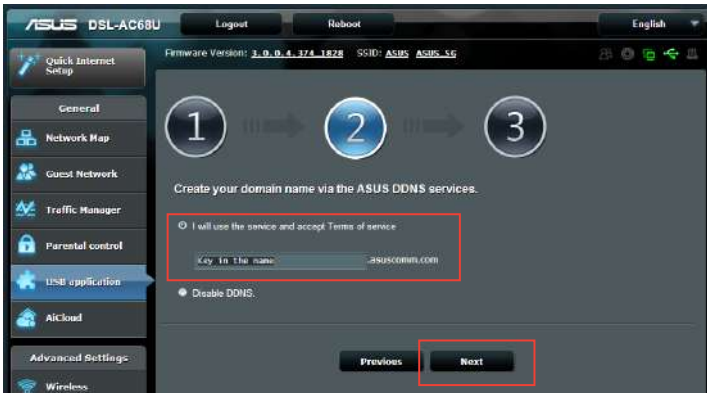 ASUS DSL-AC68U Logout Reboot English
Quick Internet Setup
Firmware Version: 3.0.0.4.374_1828 SSID: ASUS ASUS_5G
General
Network Map
Guest Network
Traffic Manager
Parental control
USB application
AiCloud
Advanced Settings
Wireless
1 2 3
Create your domain name via the ASUS DDNS services.
I will use the service and accept Terms of service
Key in the name .asuscomm.com
Disable DDNS.
Previous Next